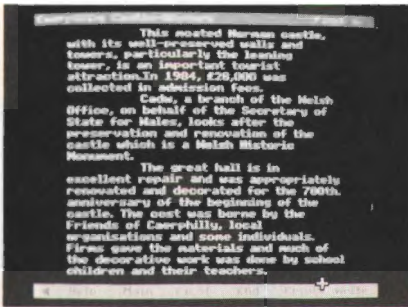 Caerphilly
This moated Norman castle,
with its well-preserved walls and
towers, particularly the leaning
tower, is an important tourist
attraction.In 1984, £28,000 was
collected in admission fees.
Cadw, a branch of the Welsh
Office, on behalf of the Secretary of
State for Wales, looks after the
preservation and renovation of the
castle which is a Welsh Historic
Monument.
The great hall is in
excellent repair and was appropriately
renovated and decorated for the 700th.
anniversary of the beginning of the
castle. The cost was borne by the
Friends of Caerphilly, local
organisations and some individuals.
Firms gave the materials and much of
the decorative work was done by school
children and their teachers.
Help Main